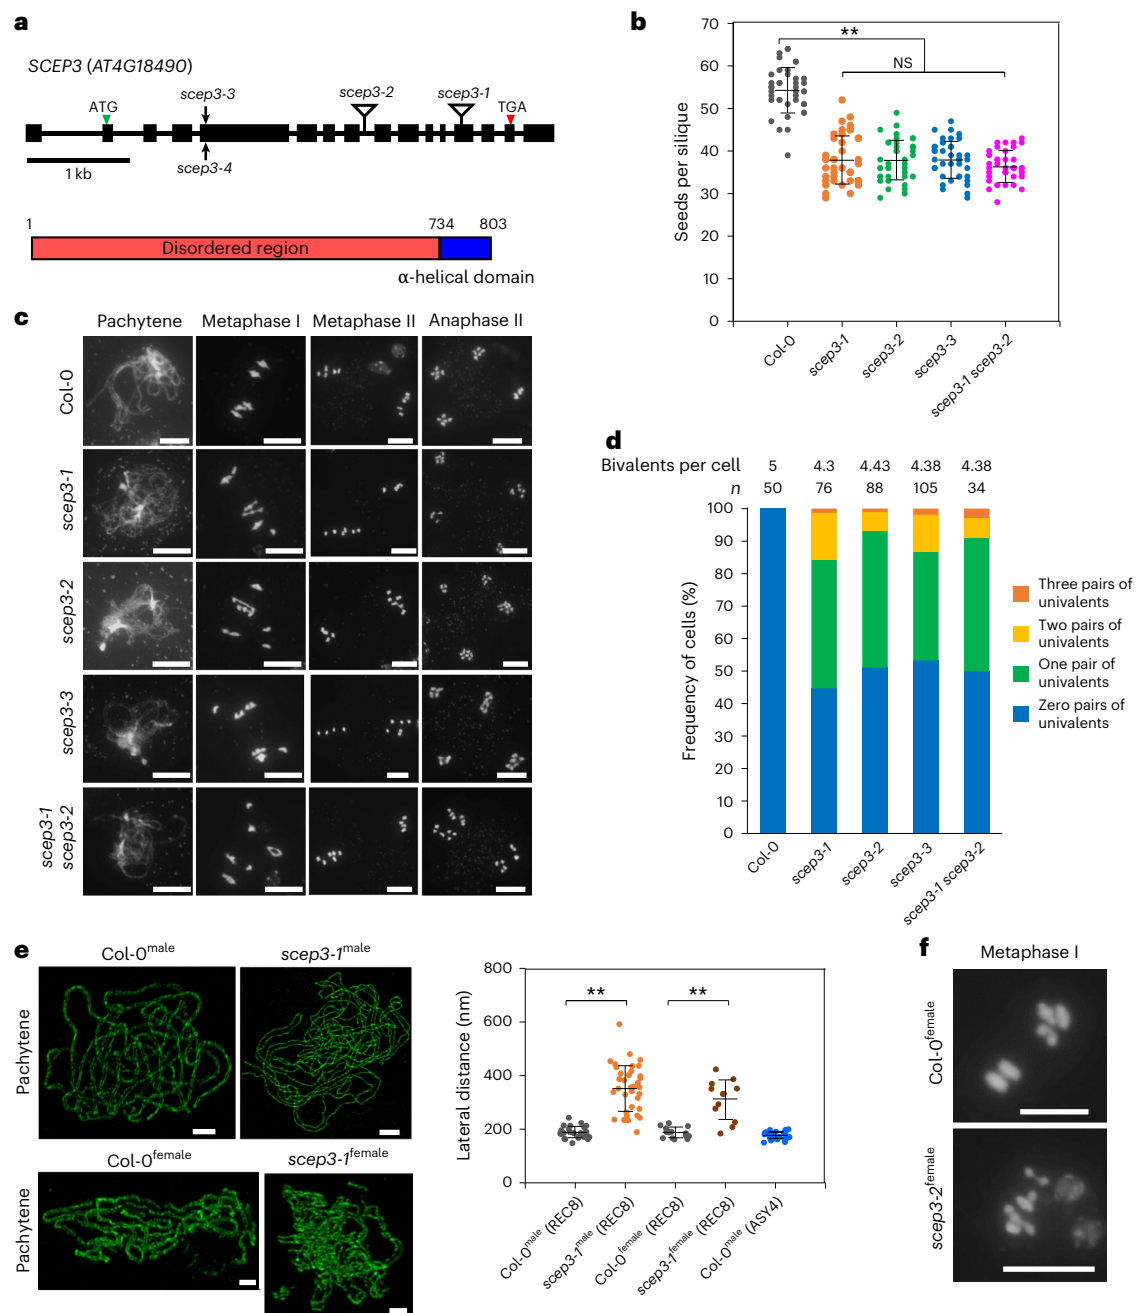 a
SCEP3 (AT4G18490)
ATG
scep3-3
scep3-2
scep3-1
TGA
scep3-4
1 kb
1
734
803
Disordered region
α-helical domain
b
Seeds per silique
70
60
50
40
30
20
10
0
**
NS
Col-0
scep3-1
scep3-2
scep3-3
scep3-1 scep3-2
c
Pachytene
Metaphase I
Metaphase II
Anaphase II
Col-0
scep3-1
scep3-2
scep3-3
scep3-1
scep3-2
d
Bivalents per cell 5 4.3 4.43 4.38 4.38
n 50 76 88 105 34
Frequency of cells (%)
100
90
80
70
60
50
40
30
20
10
0
Col-0
scep3-1
scep3-2
scep3-3
scep3-1 scep3-2
Three pairs of
univalents
Two pairs of
univalents
One pair of
univalents
Zero pairs of
univalents
e
Col-0male
scep3-1male
Pachytene
Col-0female
scep3-1female
Pachytene
Lateral distance (nm)
800
600
400
200
0
**
**
Col-0male (REC8)
scep3-1male (REC8)
Col-0female (REC8)
scep3-1female (REC8)
Col-0male (ASY4)
f
Metaphase I
Col-0female
scep3-2female